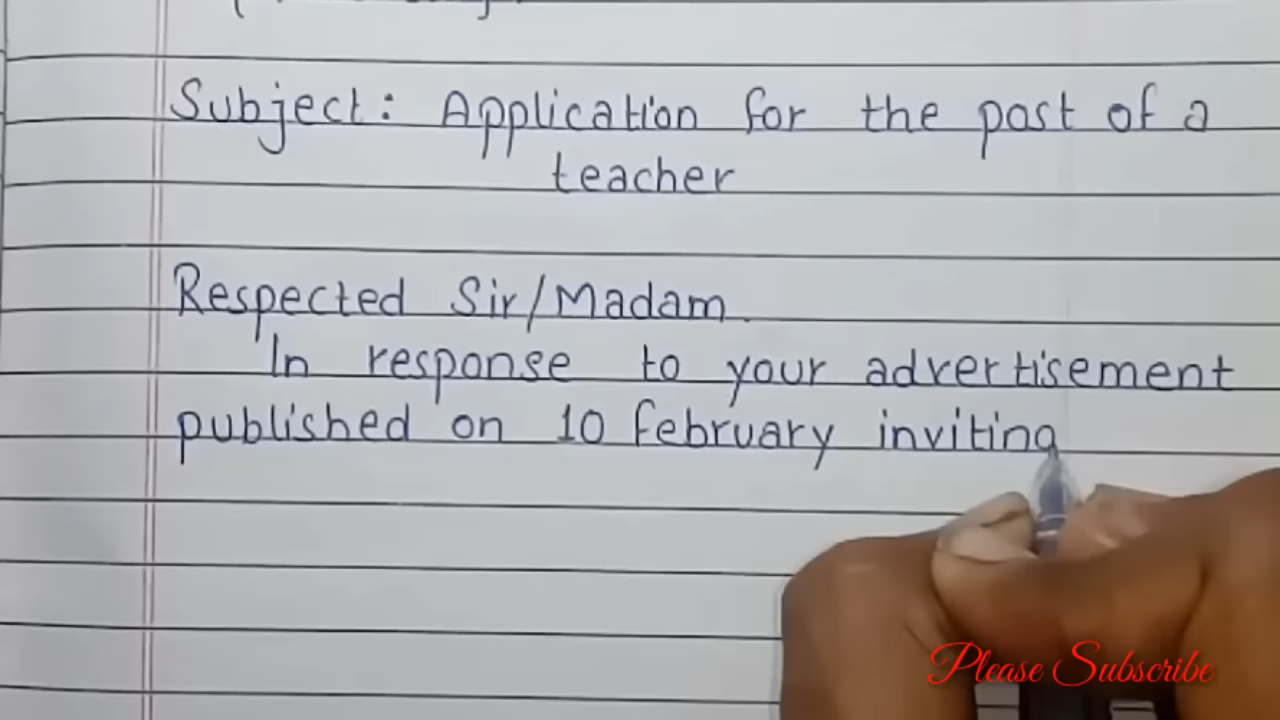 Subject: Application for the post of a
teacher
Respected Sir/Madam.
In response to your advertisement
published on 10 february inviting
Please Subscribe